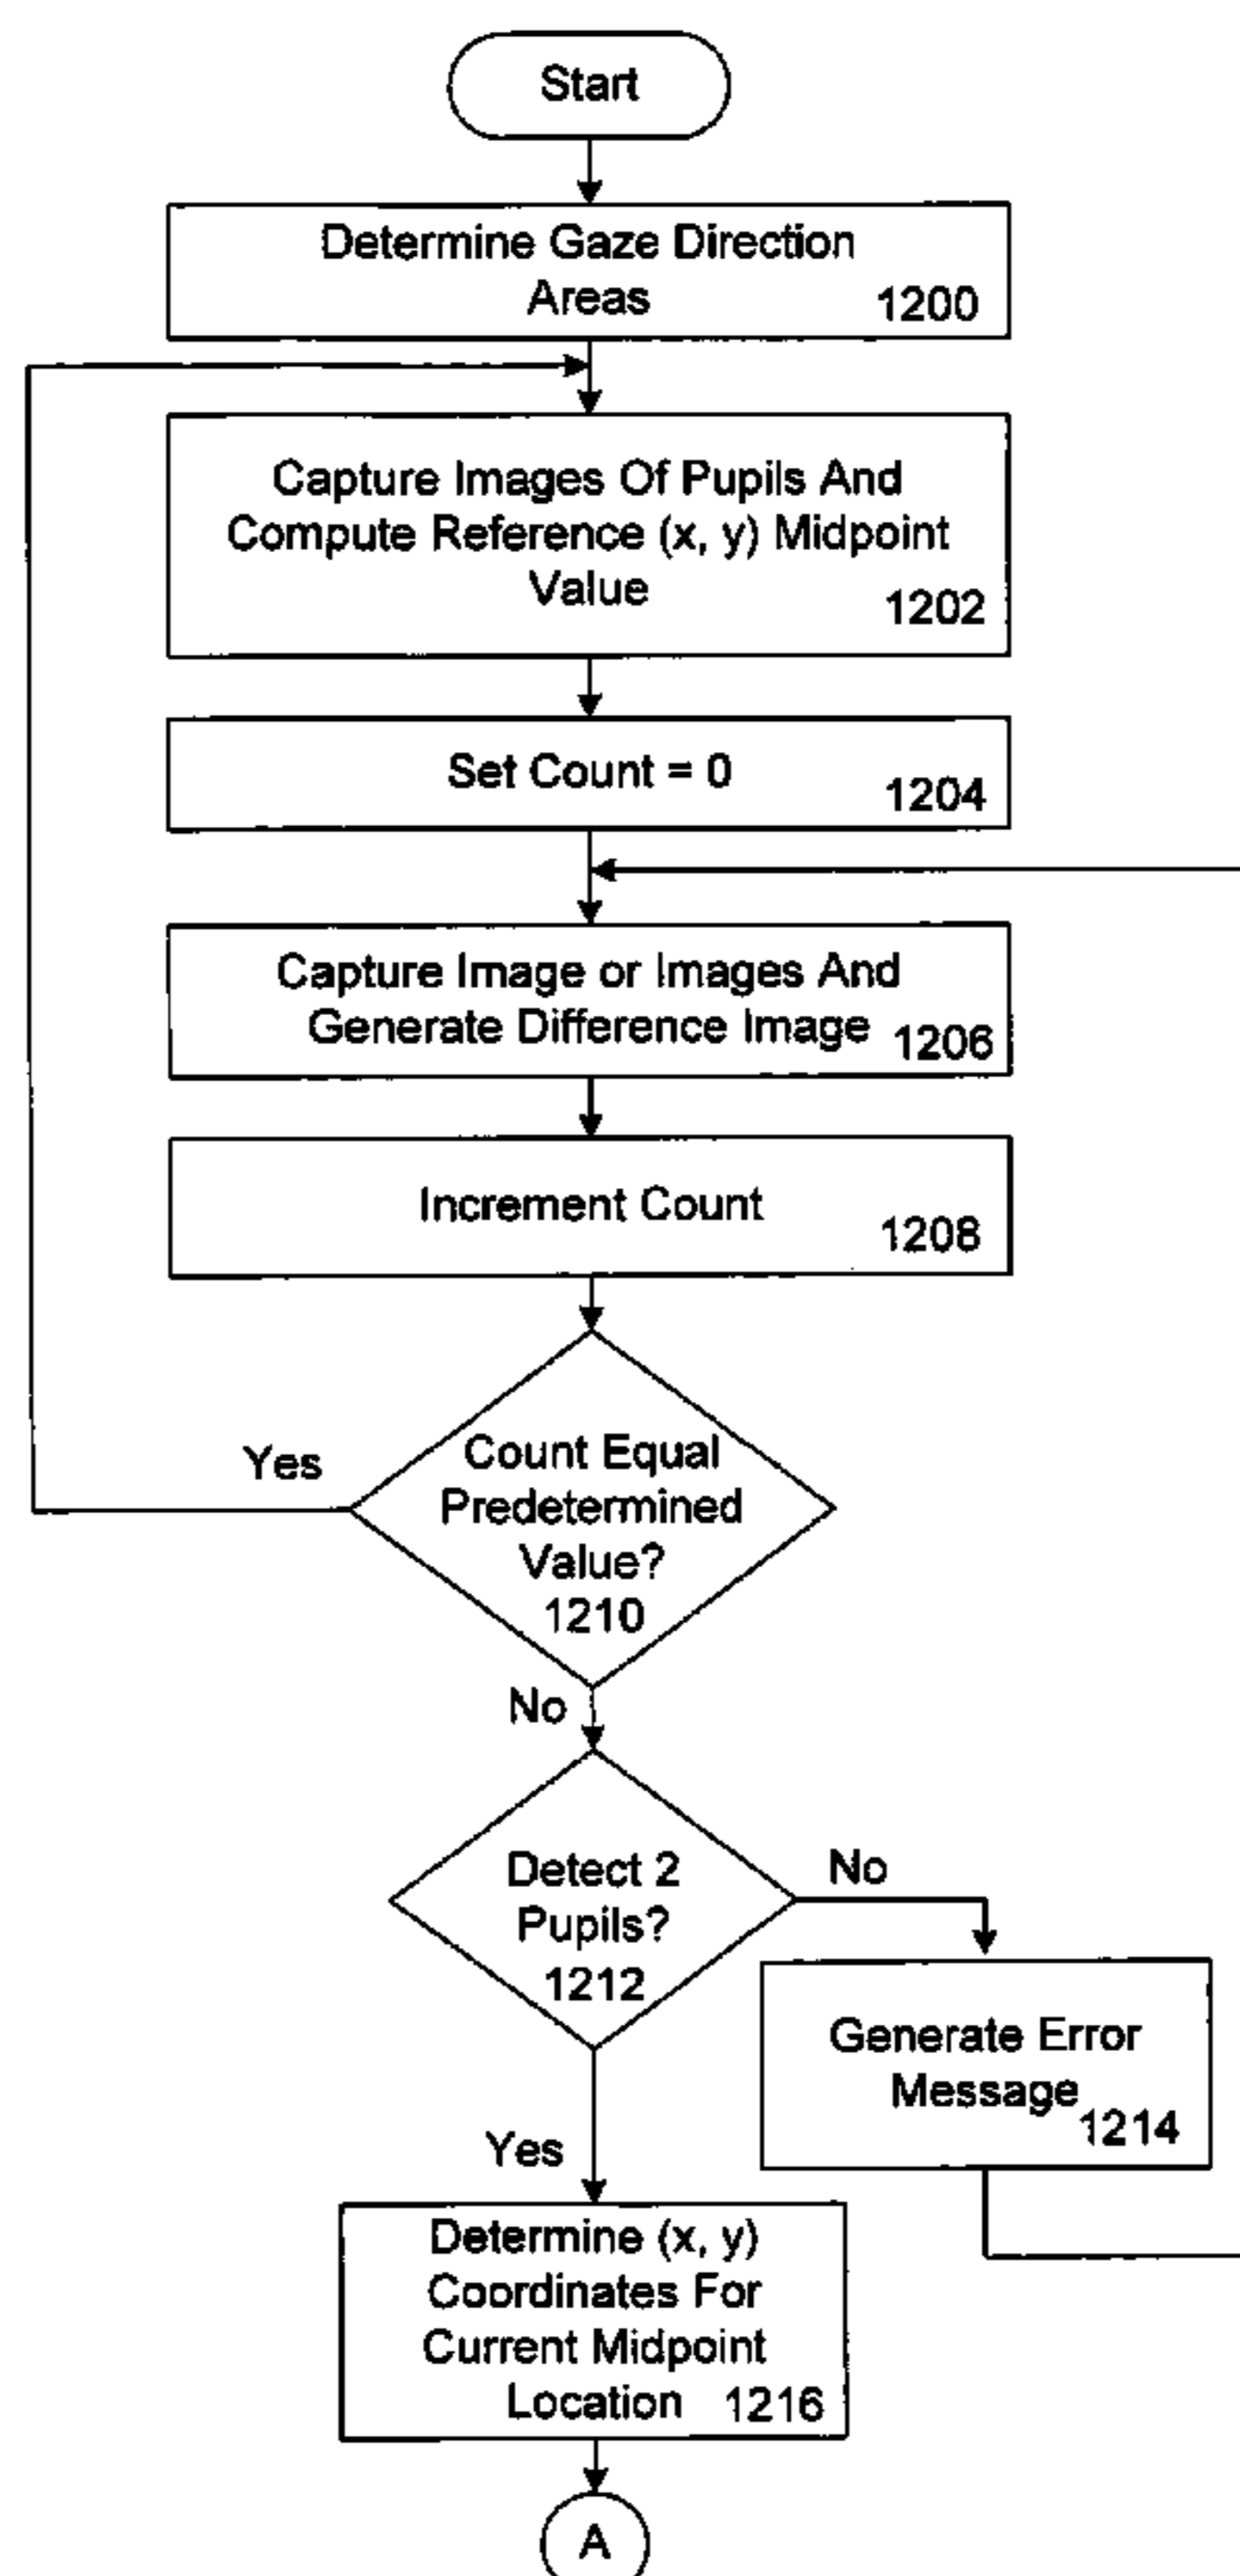 Start
Determine Gaze Direction
Areas
1200
Capture Images Of Pupils And
Compute Reference (x, y) Midpoint
Value
1202
Set Count = 0
1204
Capture Image or Images And
Generate Difference Image
1206
Increment Count
1208
Yes
Count Equal
Predetermined
Value?
1210
No
Detect 2
Pupils?
1212
No
Generate Error
Message
1214
Yes
Determine (x, y)
Coordinates For
Current Midpoint
Location 1216
A